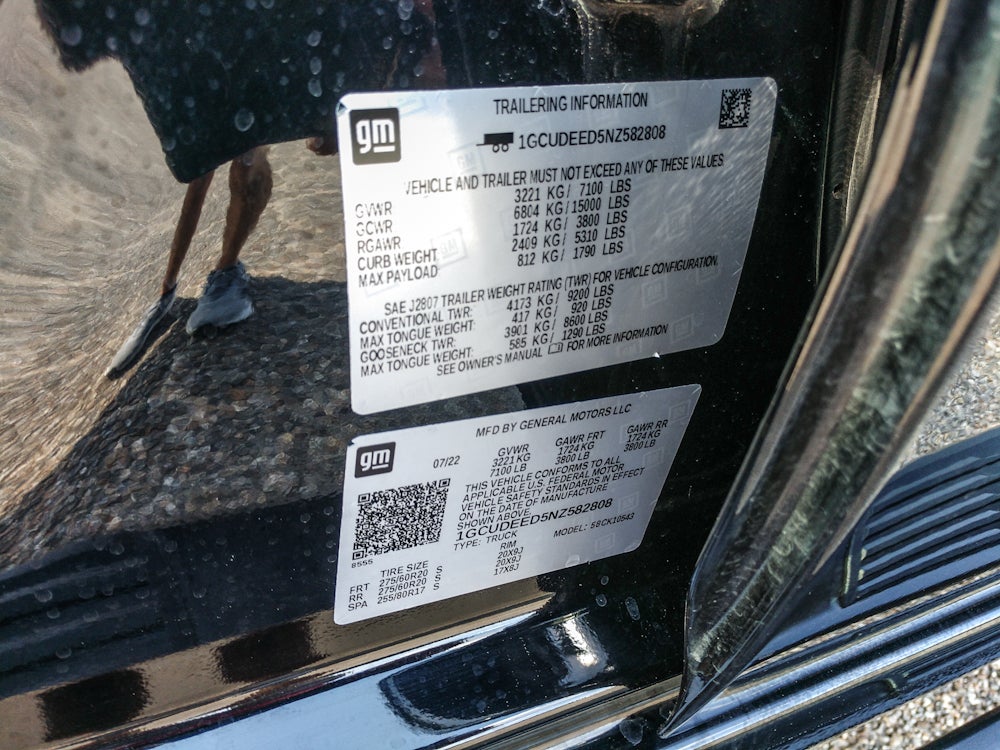 gm
TRAILERING INFORMATION
1GCUDEED5NZ582808
VEHICLE AND TRAILER MUST NOT EXCEED ANY OF THESE VALUES
GVWR 3221 KG/ 7100 LBS
GCWR 6804 KG/ 15000 LBS
RGAWR 1724 KG/ 3800 LBS
CURB WEIGHT 2409 KG/ 5310 LBS
MAX PAYLOAD 812 KG/ 1790 LBS
SAE J2807 TRAILER WEIGHT RATING (TWR) FOR VEHICLE CONFIGURATION
CONVENTIONAL TWR: 4173 KG/ 9200 LBS
MAX TONGUE WEIGHT: 417 KG/ 920 LBS
GOOSENECK TWR: 3901 KG/ 8600 LBS
MAX TONGUE WEIGHT: 585 KG/ 1290 LBS
SEE OWNER'S MANUAL FOR MORE INFORMATION
gm
MFD BY GENERAL MOTORS LLC
07/22 GVWR GAWR FRT GAWR RR
3221 KG 1724 KG 1724 KG
7100 LB 3800 LB 3800 LB
THIS VEHICLE CONFORMS TO ALL
APPLICABLE U.S. FEDERAL MOTOR
VEHICLE SAFETY STANDARDS IN EFFECT
ON THE DATE OF MANUFACTURE
SHOWN ABOVE.
1GCUDEED5NZ582808
TYPE: TRUCK MODEL: 58CK10543
8555
TIRE SIZE RIM
FRT 275/60R20 S 20X9J
RR 275/60R20 S 20X9J
SPA 255/80R17 S 17X8J